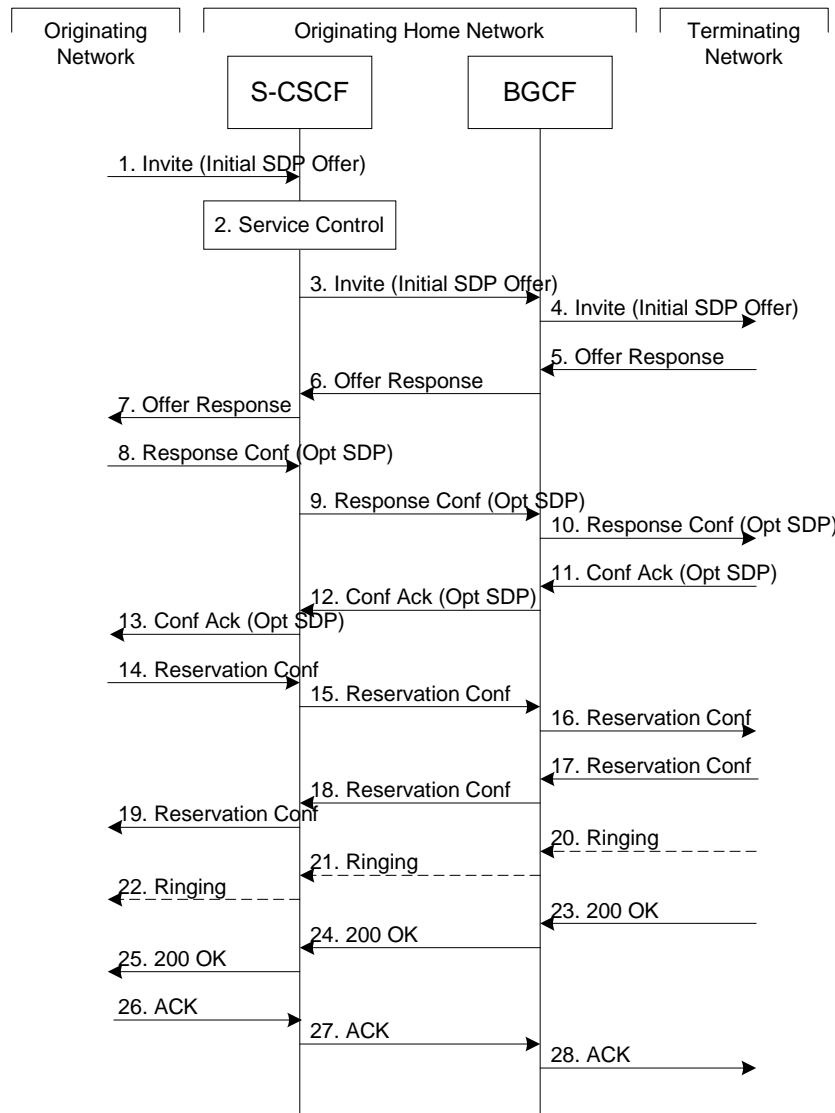 Originating
Network
Originating Home Network
Terminating
Network
S-CSCF
BGCF
1. Invite (Initial SDP Offer)
2. Service Control
3. Invite (Initial SDP Offer)
4. Invite (Initial SDP Offer)
5. Offer Response
6. Offer Response
7. Offer Response
8. Response Conf (Opt SDP)
9. Response Conf (Opt SDP)
10. Response Conf (Opt SDP)
11. Conf Ack (Opt SDP)
12. Conf Ack (Opt SDP)
13. Conf Ack (Opt SDP)
14. Reservation Conf
15. Reservation Conf
16. Reservation Conf
17. Reservation Conf
18. Reservation Conf
19. Reservation Conf
20. Ringing
21. Ringing
22. Ringing
23. 200 OK
24. 200 OK
25. 200 OK
26. ACK
27. ACK
28. ACK